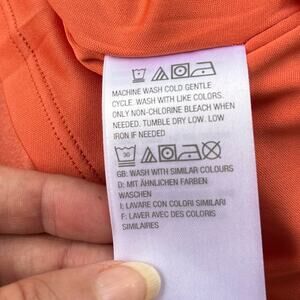 MACHINE WASH COLD GENTLE
CYCLE. WASH WITH LIKE COLORS.
ONLY NON-CHLORINE BLEACH WHEN
NEEDED. TUMBLE DRY LOW. LOW
IRON IF NEEDED
30
GB: WASH WITH SIMILAR COLOURS
D: MIT ÄHNLICHEN FARBEN
WASCHEN
I: LAVARE CON COLORI SIMILARI
F: LAVER AVEC DES COLORIS
SIMILAIRES